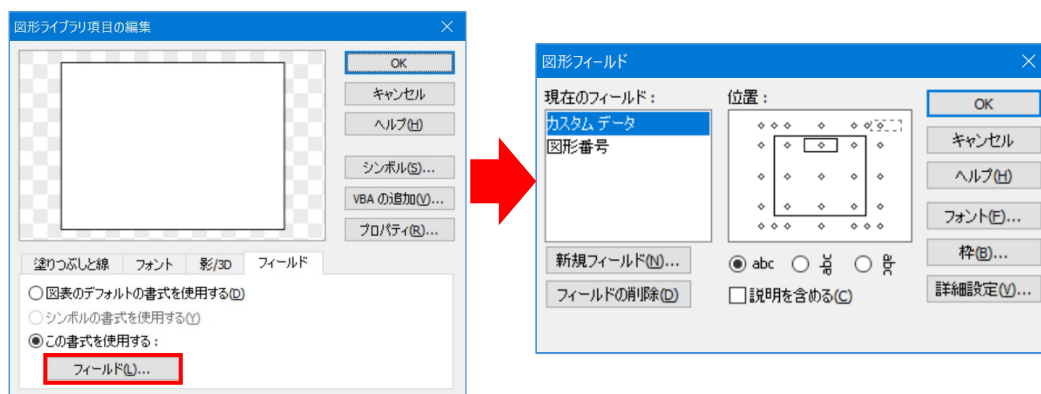 図形ライブラリ項目の編集
OK
キャンセル
ヘルプ(H)
シンボル(S)...
VBA の追加(V)...
プロパティ(R)...
塗りつぶしと線 フォント 影/3D フィールド
図表のデフォルトの書式を使用する(D)
シンボルの書式を使用する(Y)
この書式を使用する:
フィールド(L)...
図形フィールド
現在のフィールド:
カスタム データ
図形番号
新規フィールド(N)...
フィールドの削除(D)
位置:
abc abc abc
説明を含める(C)
OK
キャンセル
ヘルプ(H)
フォント(F)...
枠(B)...
詳細設定(V)...